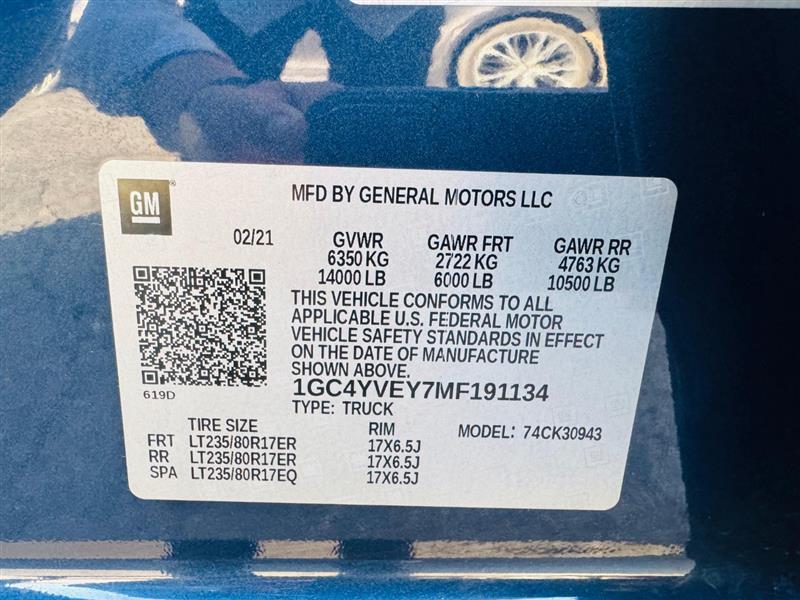 GM®
MFD BY GENERAL MOTORS LLC
02/21 GVWR GAWR FRT GAWR RR
6350 KG 2722 KG 4763 KG
14000 LB 6000 LB 10500 LB
THIS VEHICLE CONFORMS TO ALL
APPLICABLE U.S. FEDERAL MOTOR
VEHICLE SAFETY STANDARDS IN EFFECT
ON THE DATE OF MANUFACTURE
SHOWN ABOVE.
1GC4YVEY7MF191134
619D
TYPE: TRUCK
TIRE SIZE RIM MODEL: 74CK30943
FRT LT235/80R17ER 17X6.5J
RR LT235/80R17ER 17X6.5J
SPA LT235/80R17EQ 17X6.5J